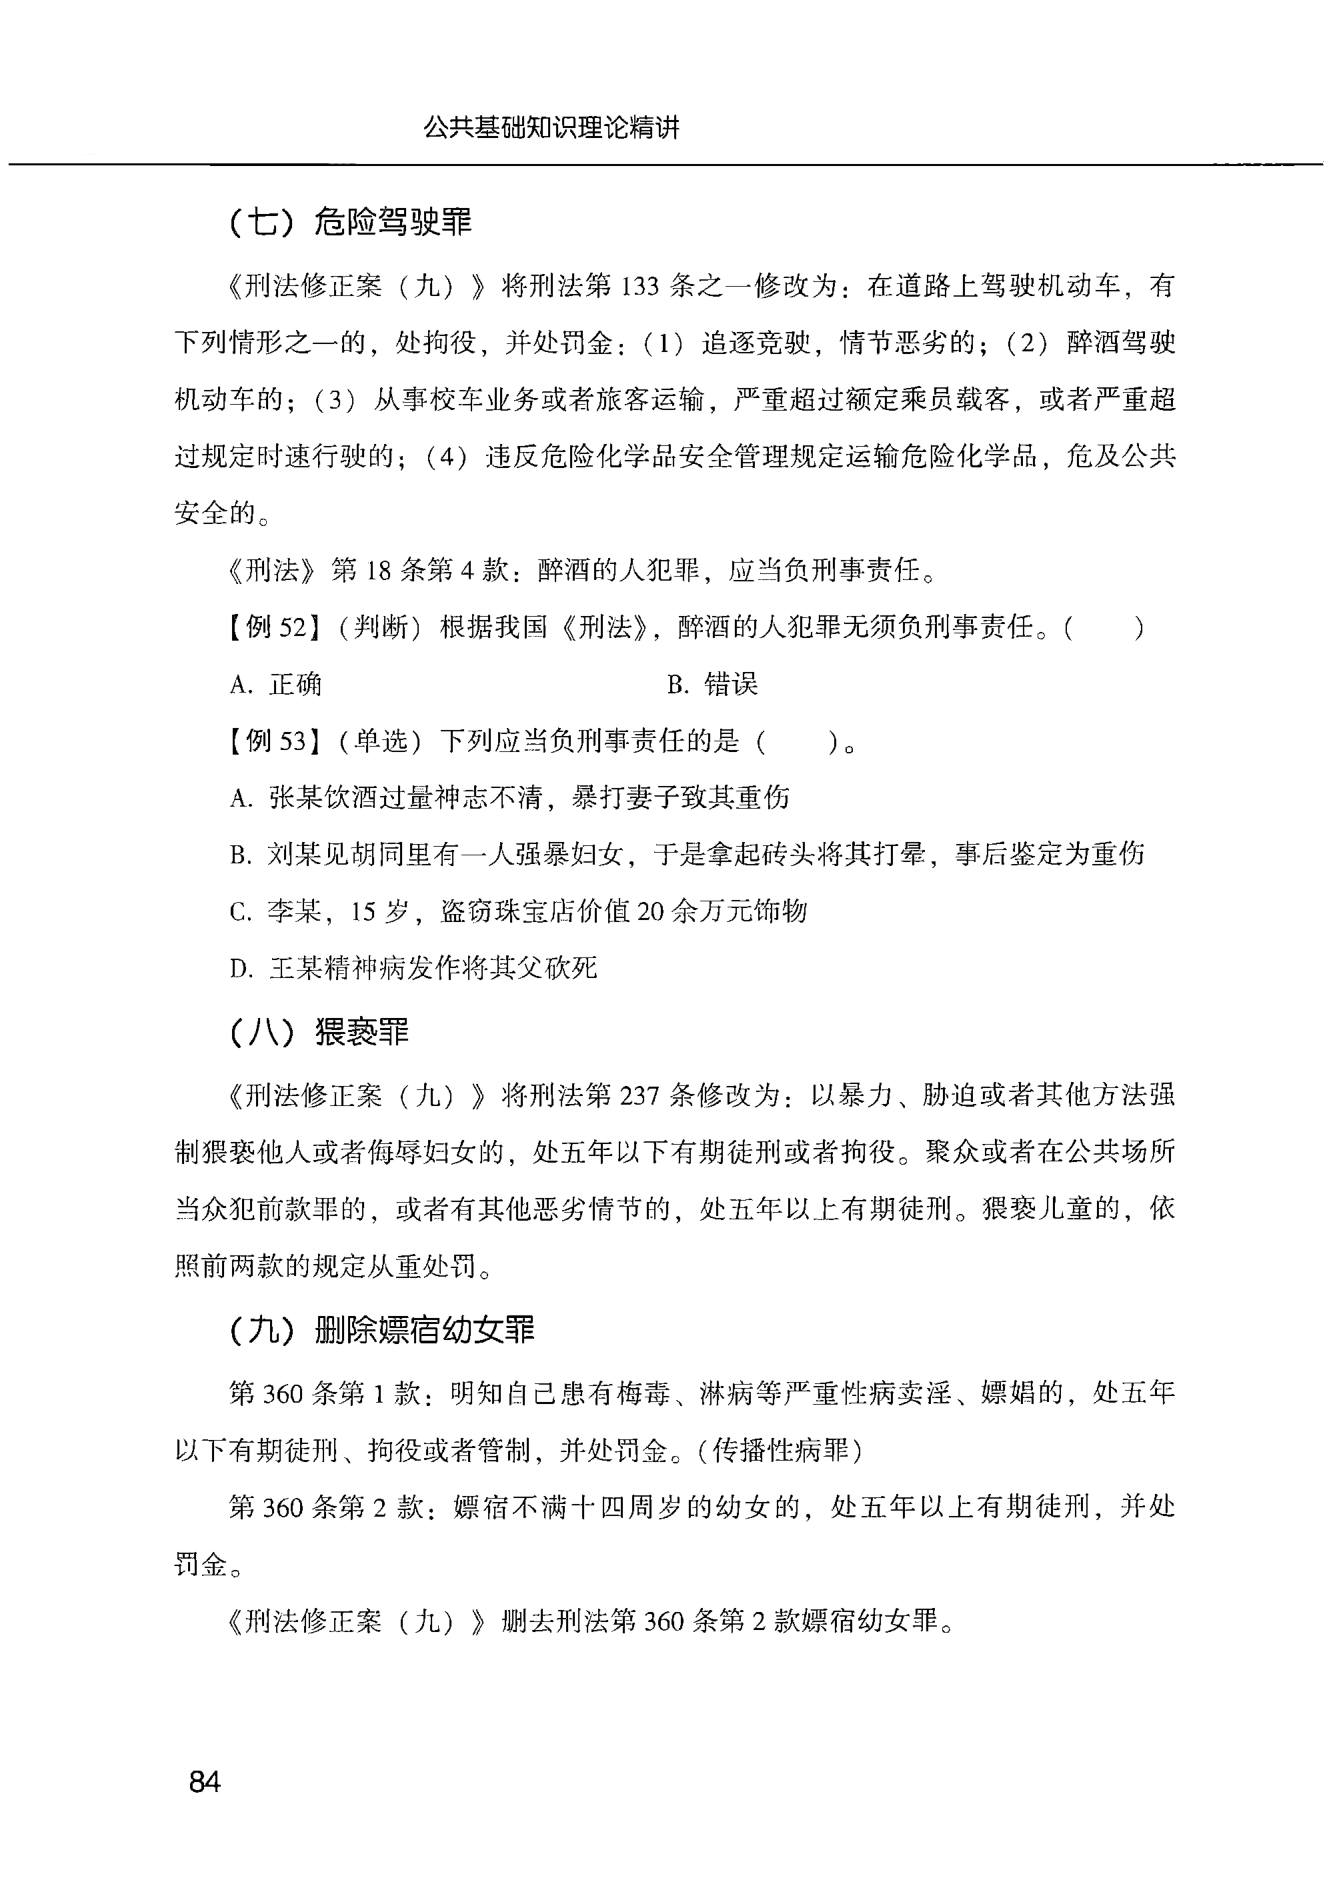 公共基础知识理论精讲
（七）危险驾驶罪
《刑法修正案（九）》将刑法第 133 条之一修改为：在道路上驾驶机动车，有
下列情形之一的，处拘役，并处罚金：（1）追逐竞驶，情节恶劣的；（2）醉酒驾驶
机动车的；（3）从事校车业务或者旅客运输，严重超过额定乘员载客，或者严重超
过规定时速行驶的；（4）违反危险化学品安全管理规定运输危险化学品，危及公共
安全的。
《刑法》第 18 条第 4 款：醉酒的人犯罪，应当负刑事责任。
【例 52】（判断）根据我国《刑法》，醉酒的人犯罪无须负刑事责任。（　　）
A. 正确　　B. 错误
【例 53】（单选）下列应当负刑事责任的是（　　）。
A. 张某饮酒过量神志不清，暴打妻子致其重伤
B. 刘某见胡同里有一人强暴妇女，于是拿起砖头将其打晕，事后鉴定为重伤
C. 李某，15 岁，盗窃珠宝店价值 20 余万元饰物
D. 王某精神病发作将其父砍死
（八）猥亵罪
《刑法修正案（九）》将刑法第 237 条修改为：以暴力、胁迫或者其他方法强
制猥亵他人或者侮辱妇女的，处五年以下有期徒刑或者拘役。聚众或者在公共场所
当众犯前款罪的，或者有其他恶劣情节的，处五年以上有期徒刑。猥亵儿童的，依
照前两款的规定从重处罚。
（九）删除嫖宿幼女罪
第 360 条第 1 款：明知自己患有梅毒、淋病等严重性病卖淫、嫖娼的，处五年
以下有期徒刑、拘役或者管制，并处罚金。（传播性病罪）
第 360 条第 2 款：嫖宿不满十四周岁的幼女的，处五年以上有期徒刑，并处
罚金。
《刑法修正案（九）》删去刑法第 360 条第 2 款嫖宿幼女罪。
84